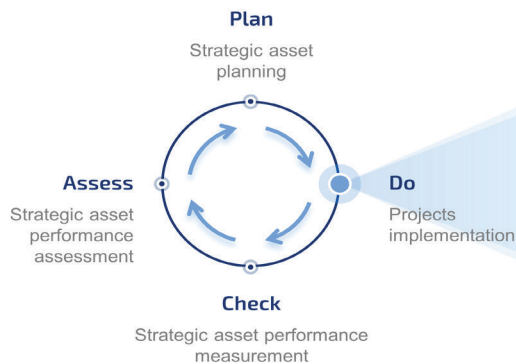 Plan
Strategic asset
planning
Assess
Strategic asset
performance
assessment
Do
Projects
implementation
Check
Strategic asset performance
measurement